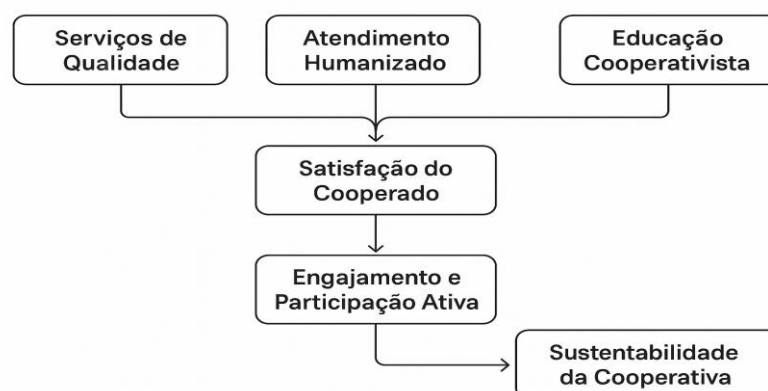 Serviços de
Qualidade
Atendimento
Humanizado
Educação
Cooperativista
Satisfação do
Cooperado
Engajamento e
Participação Ativa
Sustentabilidade
da Cooperativa